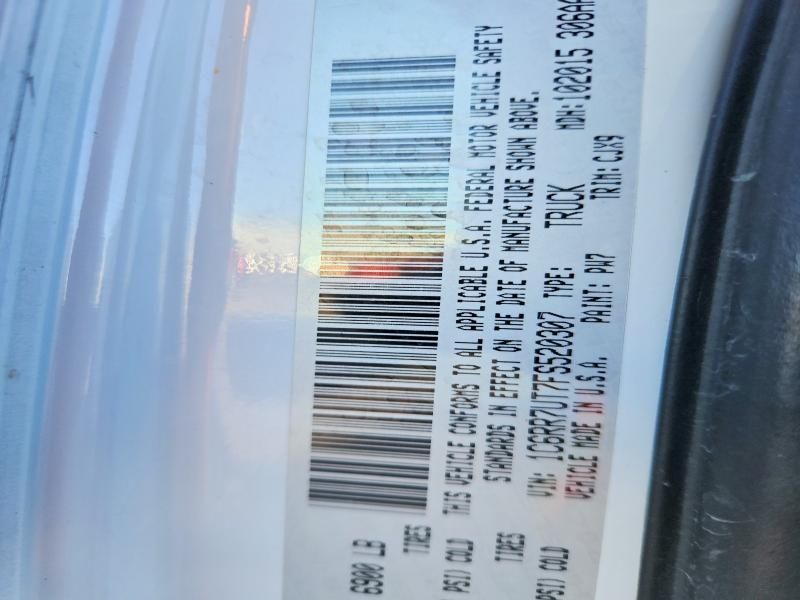 6900 LB
TIRES
PSI) COLD
THIS VEHICLE CONFORMS TO ALL APPLICABLE U.S.A. FEDERAL MOTOR VEHICLE SAFETY
STANDARDS IN EFFECT ON THE DATE OF MANUFACTURE SHOWN ABOVE.
TIRES
VIN: 1C6RR7UT7FS520307 TYPE: TRUCK MDH:102015 306A
PSI) COLD
VEHICLE MADE IN U.S.A. PAINT: PW7 TRIM: CJX9